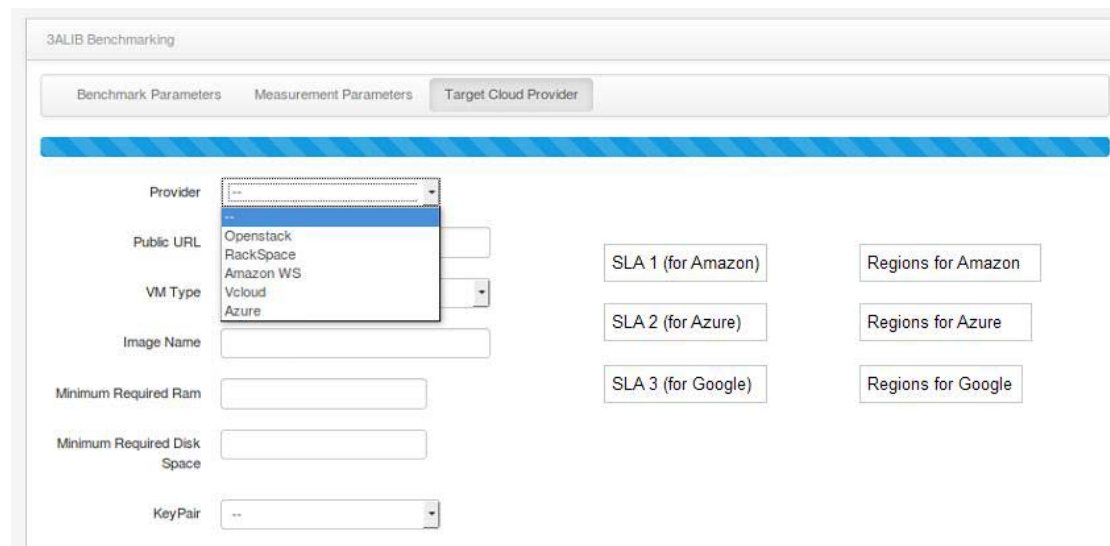 3ALIB Benchmarking
Benchmark Parameters Measurement Parameters Target Cloud Provider
Provider --
--
Openstack
RackSpace
Amazon WS
Vcloud
Azure
Public URL
VM Type
Image Name
Minimum Required Ram
Minimum Required Disk
Space
KeyPair --
SLA 1 (for Amazon) Regions for Amazon
SLA 2 (for Azure) Regions for Azure
SLA 3 (for Google) Regions for Google